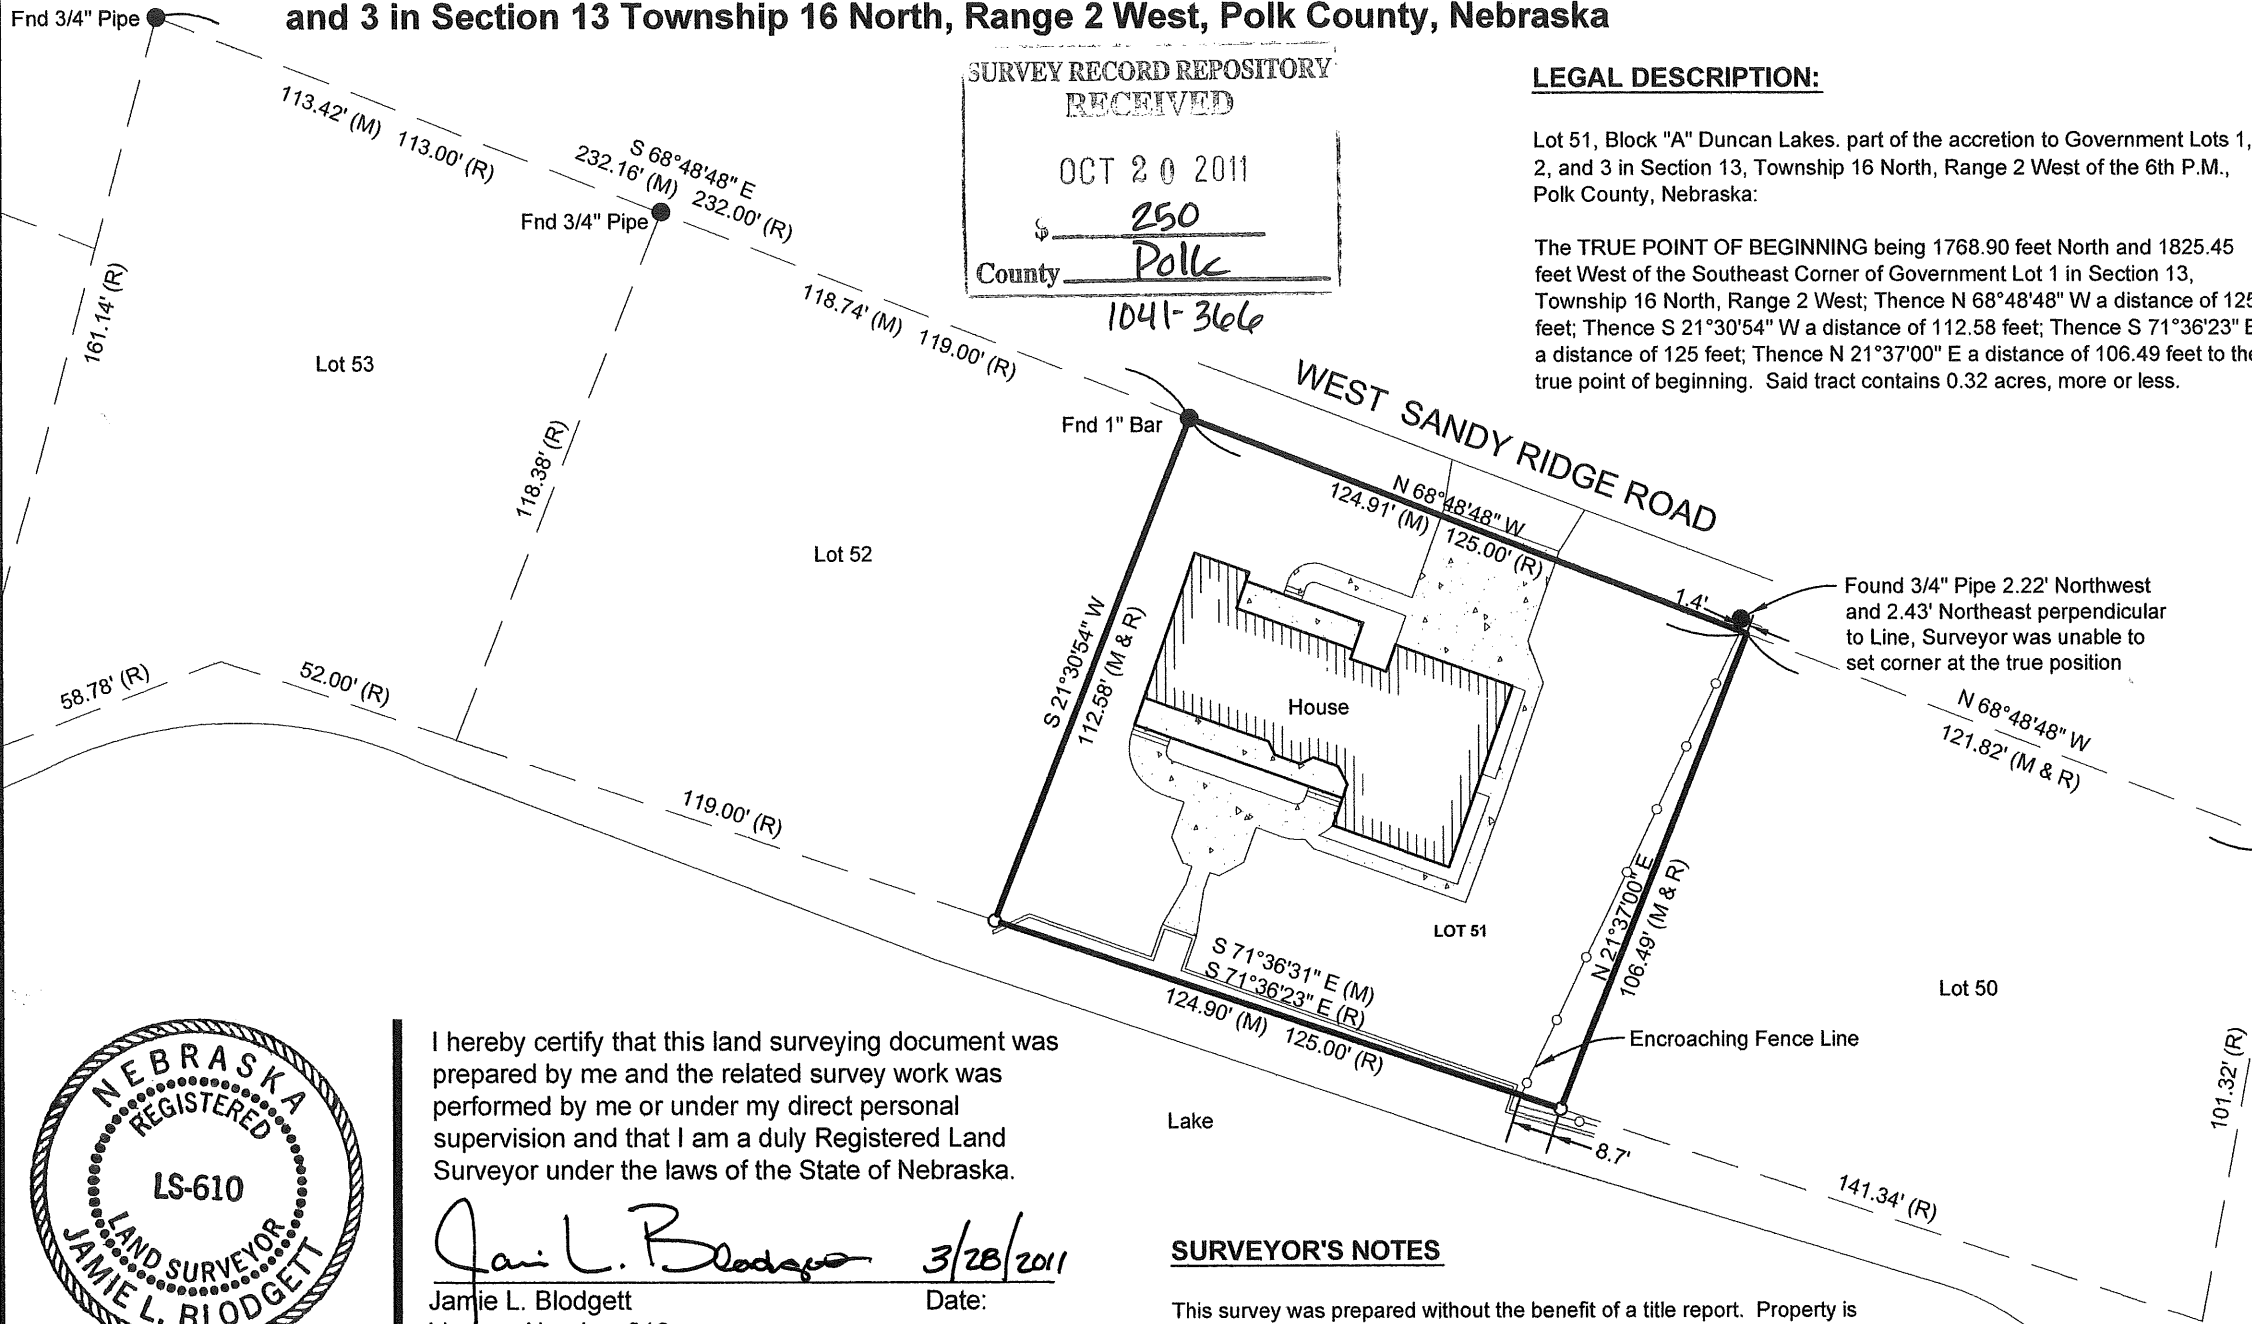 and 3 in Section 13 Township 16 North, Range 2 West, Polk County, Nebraska
Fnd 3/4" Pipe
SURVEY RECORD REPOSITORY
RECEIVED
OCT 20 2011
$ 250
County Polk
1041-366
LEGAL DESCRIPTION:
Lot 51, Block "A" Duncan Lakes. part of the accretion to Government Lots 1,
2, and 3 in Section 13, Township 16 North, Range 2 West of the 6th P.M.,
Polk County, Nebraska:
The TRUE POINT OF BEGINNING being 1768.90 feet North and 1825.45
feet West of the Southeast Corner of Government Lot 1 in Section 13,
Township 16 North, Range 2 West; Thence N 68°48'48" W a distance of 125
feet; Thence S 21°30'54" W a distance of 112.58 feet; Thence S 71°36'23" E
a distance of 125 feet; Thence N 21°37'00" E a distance of 106.49 feet to the
true point of beginning. Said tract contains 0.32 acres, more or less.
113.42' (M) 113.00' (R)
S 68°48'48" E
232.16' (M) 232.00' (R)
Fnd 3/4" Pipe
161.14' (R)
118.74' (M) 119.00' (R)
Lot 53
118.38' (R)
Fnd 1" Bar
WEST SANDY RIDGE ROAD
N 68°48'48" W
124.91' (M) 125.00' (R)
Lot 52
1.4'
Found 3/4" Pipe 2.22' Northwest
and 2.43' Northeast perpendicular
to Line, Surveyor was unable to
set corner at the true position
S 21°30'54" W
112.58' (M & R)
58.78' (R)
52.00' (R)
House
N 68°48'48" W
121.82' (M & R)
119.00' (R)
N 21°37'00" E
106.49' (M & R)
LOT 51
S 71°36'31" E (M)
S 71°36'23" E (R)
124.90' (M) 125.00' (R)
Lot 50
Encroaching Fence Line
101.32' (R)
Lake
8.7'
141.34' (R)
NEBRASKA
REGISTERED
LS-610
LAND SURVEYOR
JAMIE L. BLODGETT
I hereby certify that this land surveying document was
prepared by me and the related survey work was
performed by me or under my direct personal
supervision and that I am a duly Registered Land
Surveyor under the laws of the State of Nebraska.
Jamie L. Blodgett 3/28/2011
Jamie L. Blodgett Date:
SURVEYOR'S NOTES
This survey was prepared without the benefit of a title report. Property is